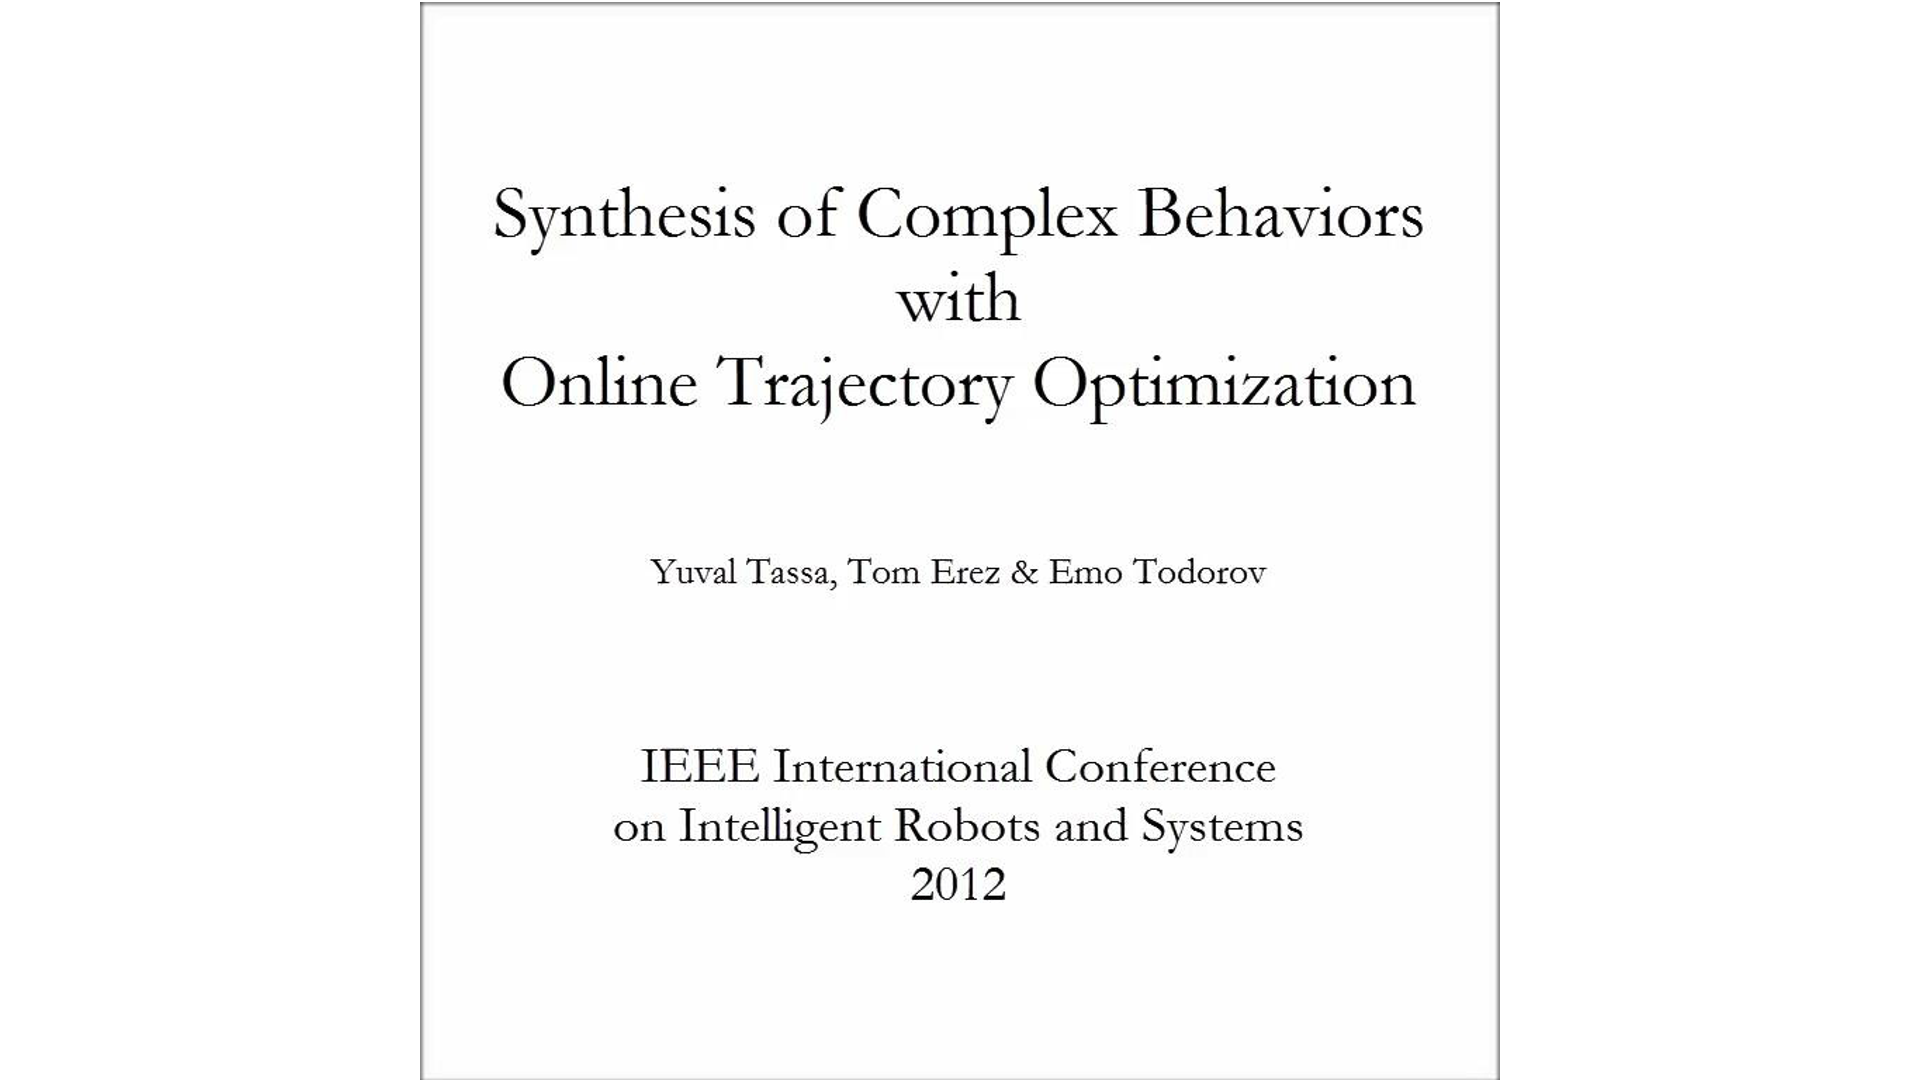 Synthesis of Complex Behaviors
with
Online Trajectory Optimization
Yuval Tassa, Tom Erez & Emo Todorov
IEEE International Conference
on Intelligent Robots and Systems
2012